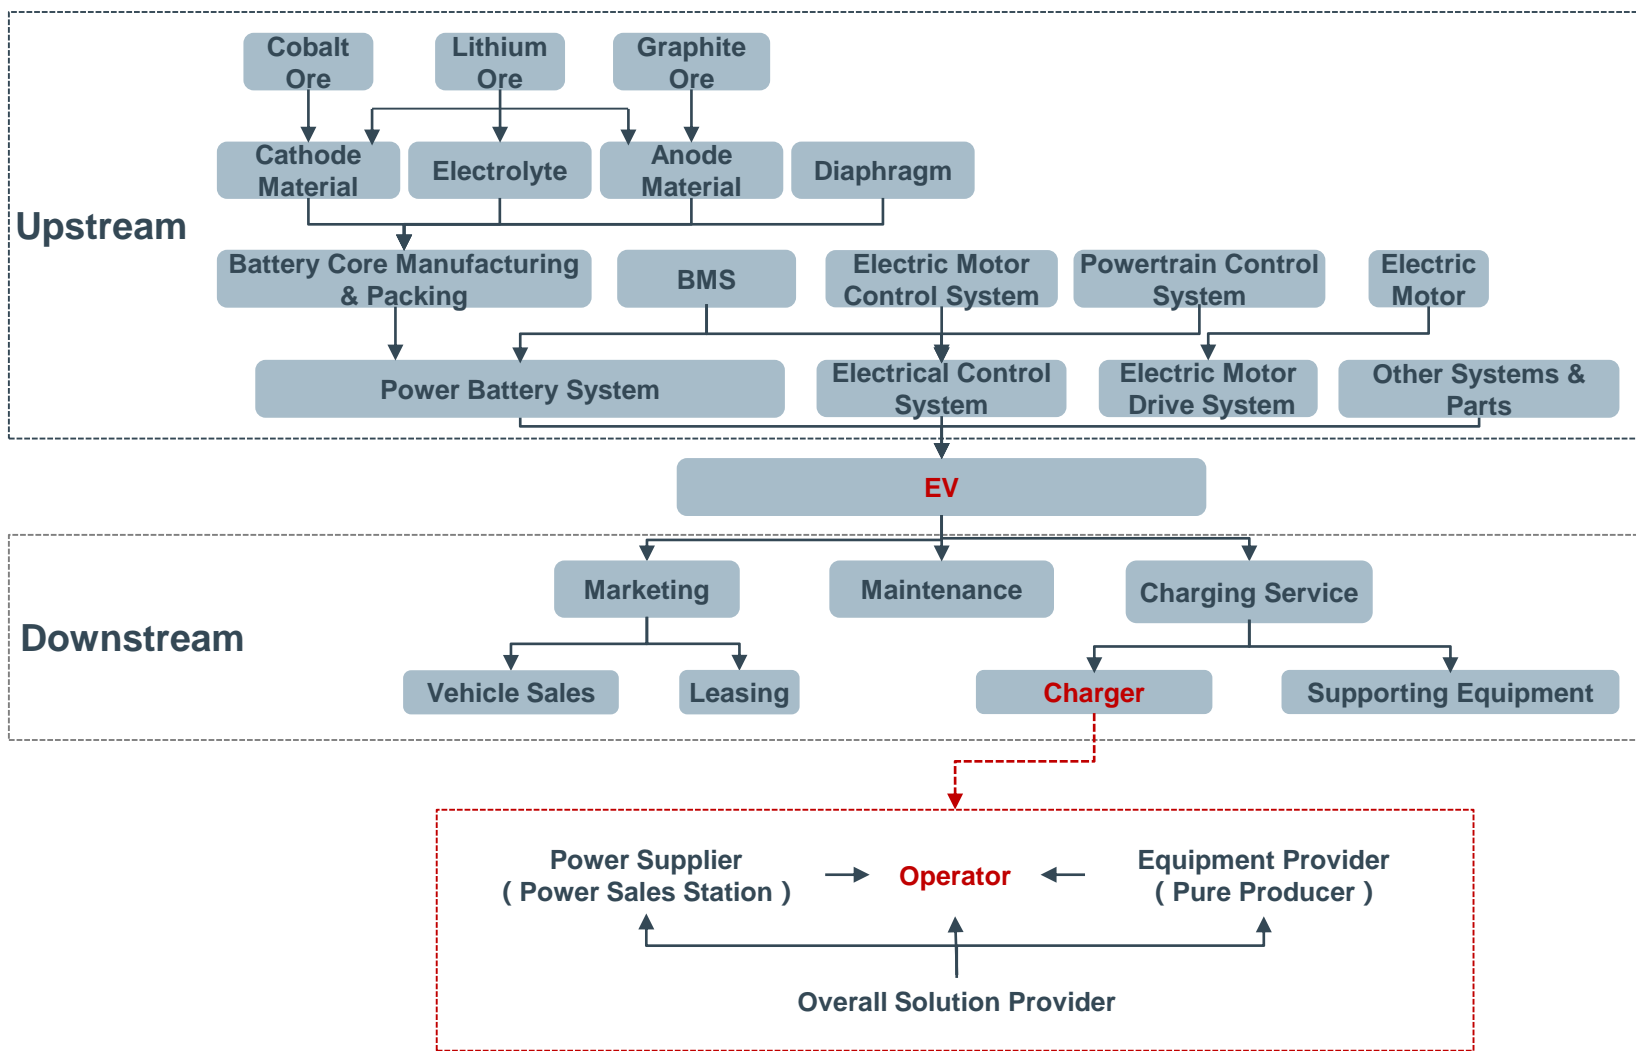 Upstream
Cobalt
Ore
Lithium
Ore
Graphite
Ore
Cathode
Material
Electrolyte
Anode
Material
Diaphragm
Battery Core Manufacturing
& Packing
BMS
Electric Motor
Control System
Powertrain Control
System
Electric
Motor
Power Battery System
Electrical Control
System
Electric Motor
Drive System
Other Systems &
Parts
EV
Downstream
Marketing
Maintenance
Charging Service
Vehicle Sales
Leasing
Charger
Supporting Equipment
Power Supplier
( Power Sales Station )
Operator
Equipment Provider
( Pure Producer )
Overall Solution Provider